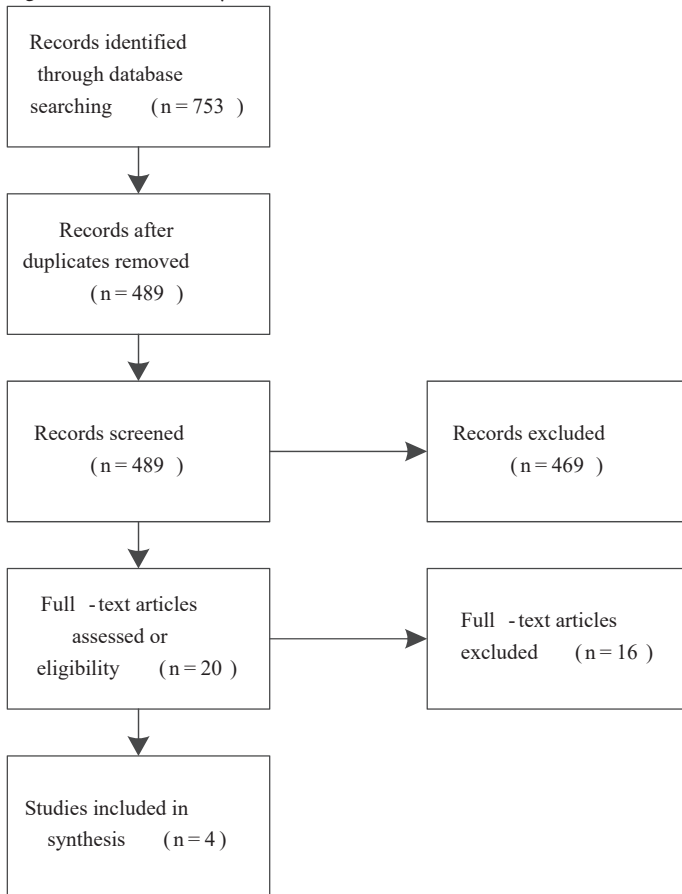 Records identified
through database
searching (n = 753 )
Records after
duplicates removed
(n = 489 )
Records screened
(n = 489 )
Records excluded
(n = 469 )
Full -text articles
assessed or
eligibility (n = 20 )
Full -text articles
excluded (n = 16 )
Studies included in
synthesis (n = 4 )